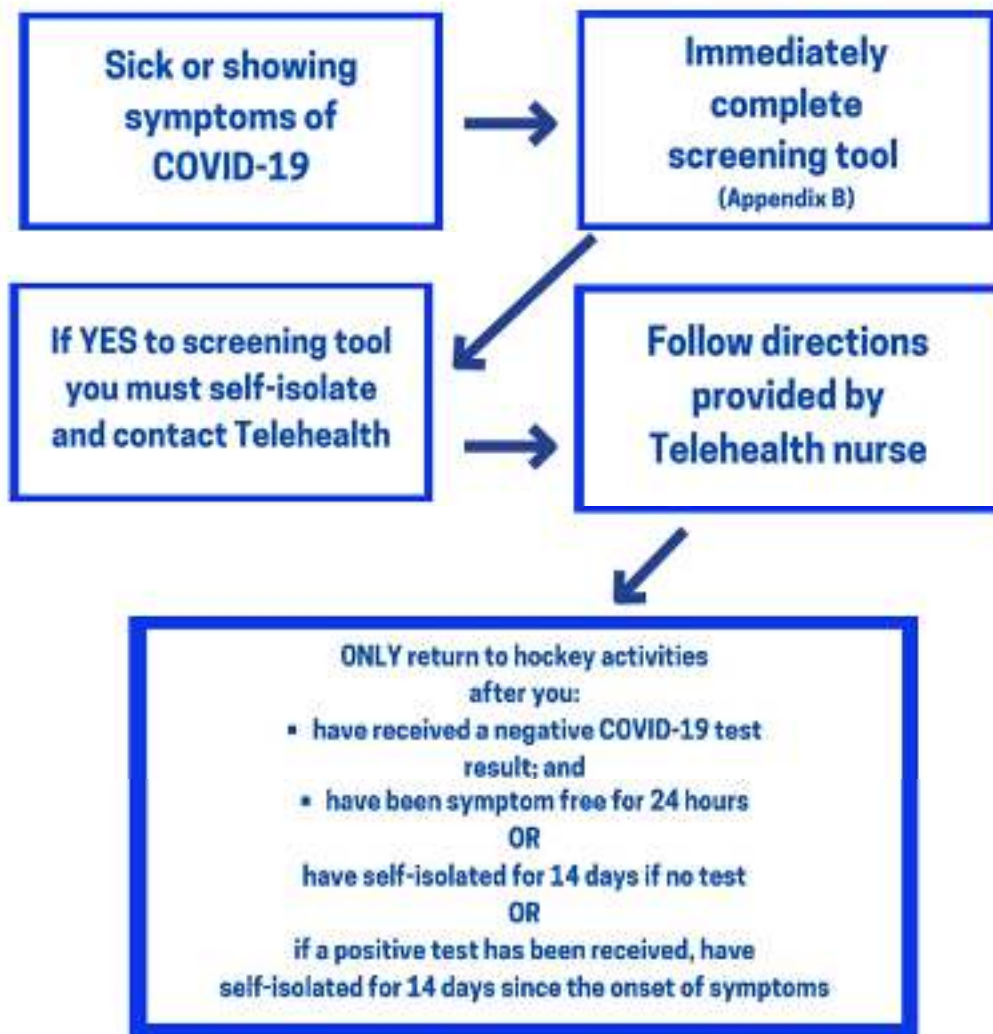 Sick or showing
symptoms of
COVID-19
Immediately
complete
screening tool
(Appendix B)
If YES to screening tool
you must self-isolate
and contact Telehealth
Follow directions
provided by
Telehealth nurse
ONLY return to hockey activities
after you:
▪ have received a negative COVID-19 test
result; and
▪ have been symptom free for 24 hours
OR
have self-isolated for 14 days if no test
OR
if a positive test has been received, have
self-isolated for 14 days since the onset of symptoms